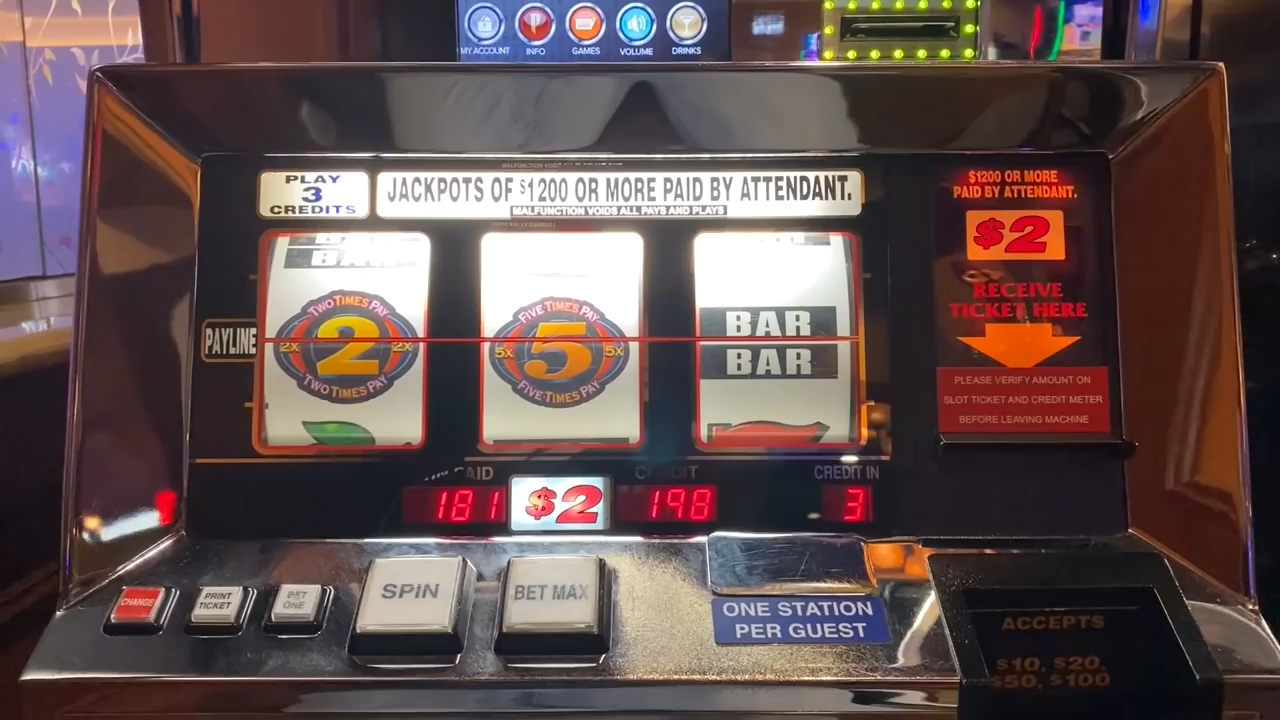 MY ACCOUNT
INFO
GAMES
VOLUME
DRINKS
PLAY
3
CREDITS
JACKPOTS OF $1200 OR MORE PAID BY ATTENDANT.
MALFUNCTION VOIDS ALL PAYS AND PLAYS
$1200 OR MORE
PAID BY ATTENDANT.
$2
RECEIVE
TICKET HERE
PLEASE VERIFY AMOUNT ON
SLOT TICKET AND CREDIT METER
BEFORE LEAVING MACHINE
BAR
TWO TIMES PAY
2X 2 2X
TWO TIMES PAY
FIVE TIMES PAY
5X 5 5X
FIVE TIMES PAY
BAR
BAR
PAYLINE
PAID
CREDIT
CREDIT IN
181
$2
198
3
CHANGE
PRINT
TICKET
BET
ONE
SPIN
BET MAX
ONE STATION
PER GUEST
ACCEPTS
$10, $20,
$50, $100